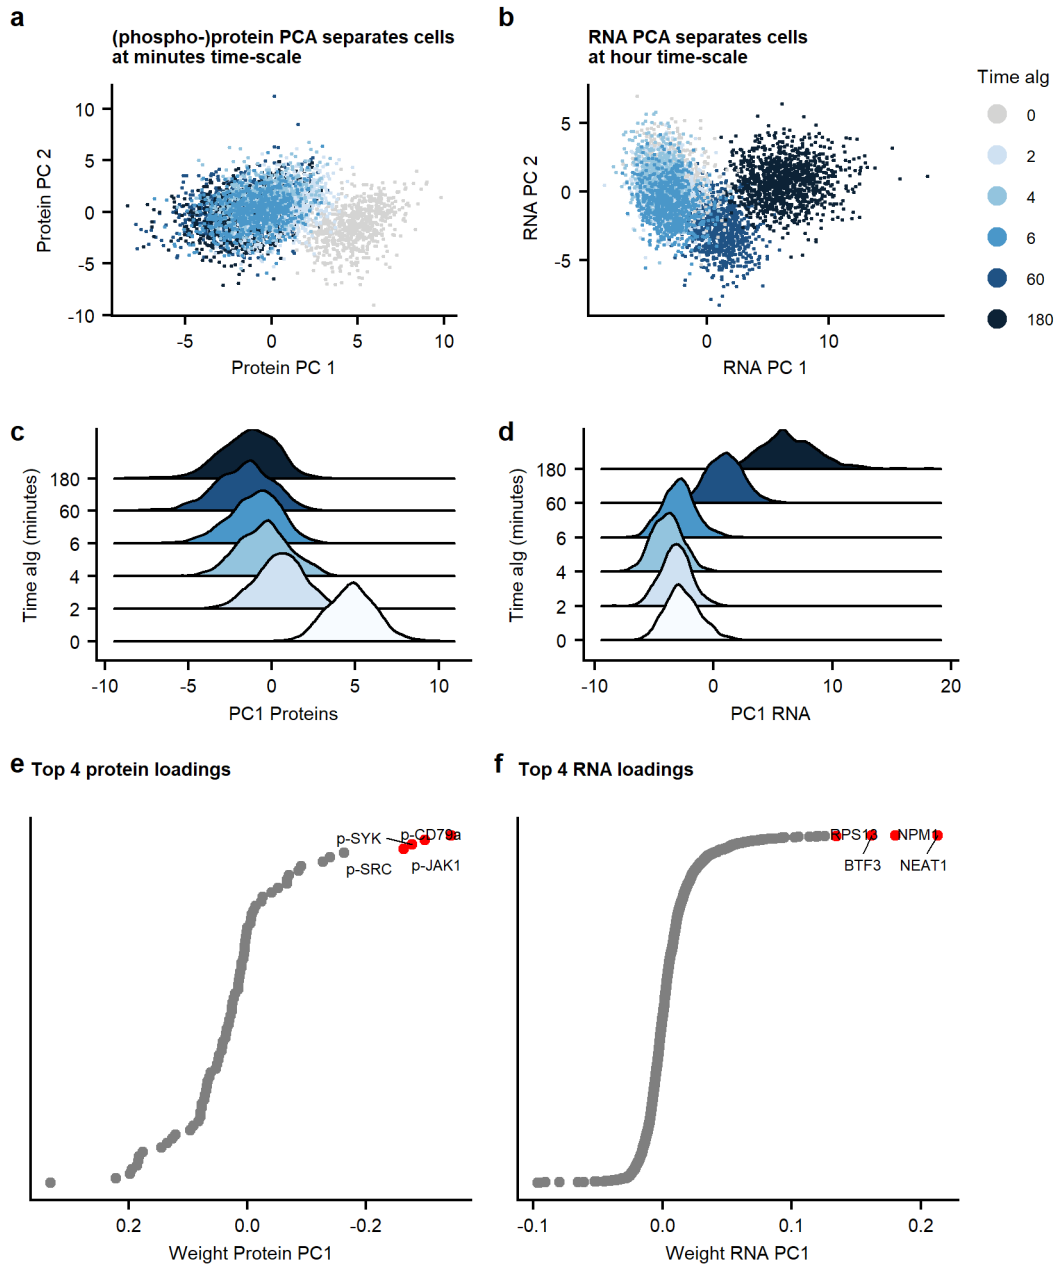 a
(phospho-)protein PCA separates cells
at minutes time-scale
10
5
0
-5
-10
Protein PC 2
-5
0
5
10
Protein PC 1
b
RNA PCA separates cells
at hour time-scale
5
0
-5
RNA PC 2
0
10
RNA PC 1
Time alg
0
2
4
6
60
180
c
180
60
6
4
2
0
Time alg (minutes)
-10
-5
0
5
10
PC1 Proteins
d
180
60
6
4
2
0
Time alg (minutes)
-10
0
10
20
PC1 RNA
e Top 4 protein loadings
p-SYK
p-CD79a
p-SRC
p-JAK1
0.2
0.0
-0.2
Weight Protein PC1
f Top 4 RNA loadings
RPS13
NPM1
BTF3
NEAT1
-0.1
0.0
0.1
0.2
Weight RNA PC1